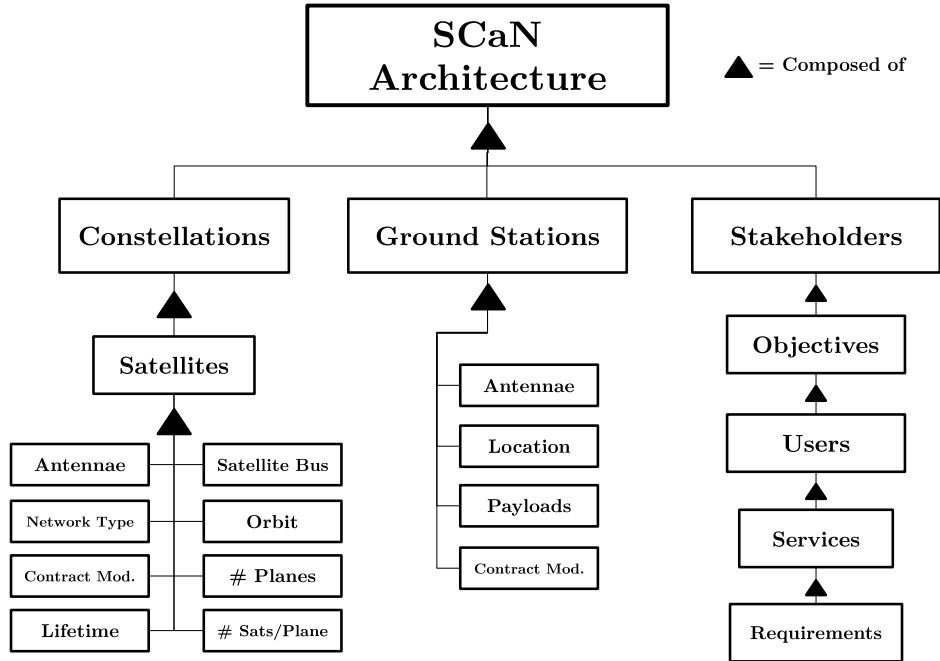 SCaN
Architecture
= Composed of
Constellations
Ground Stations
Stakeholders
Satellites
Objectives
Antennae
Users
Antennae
Satellite Bus
Location
Network Type
Orbit
Payloads
Services
Contract Mod.
# Planes
Contract Mod.
Lifetime
# Sats/Plane
Requirements